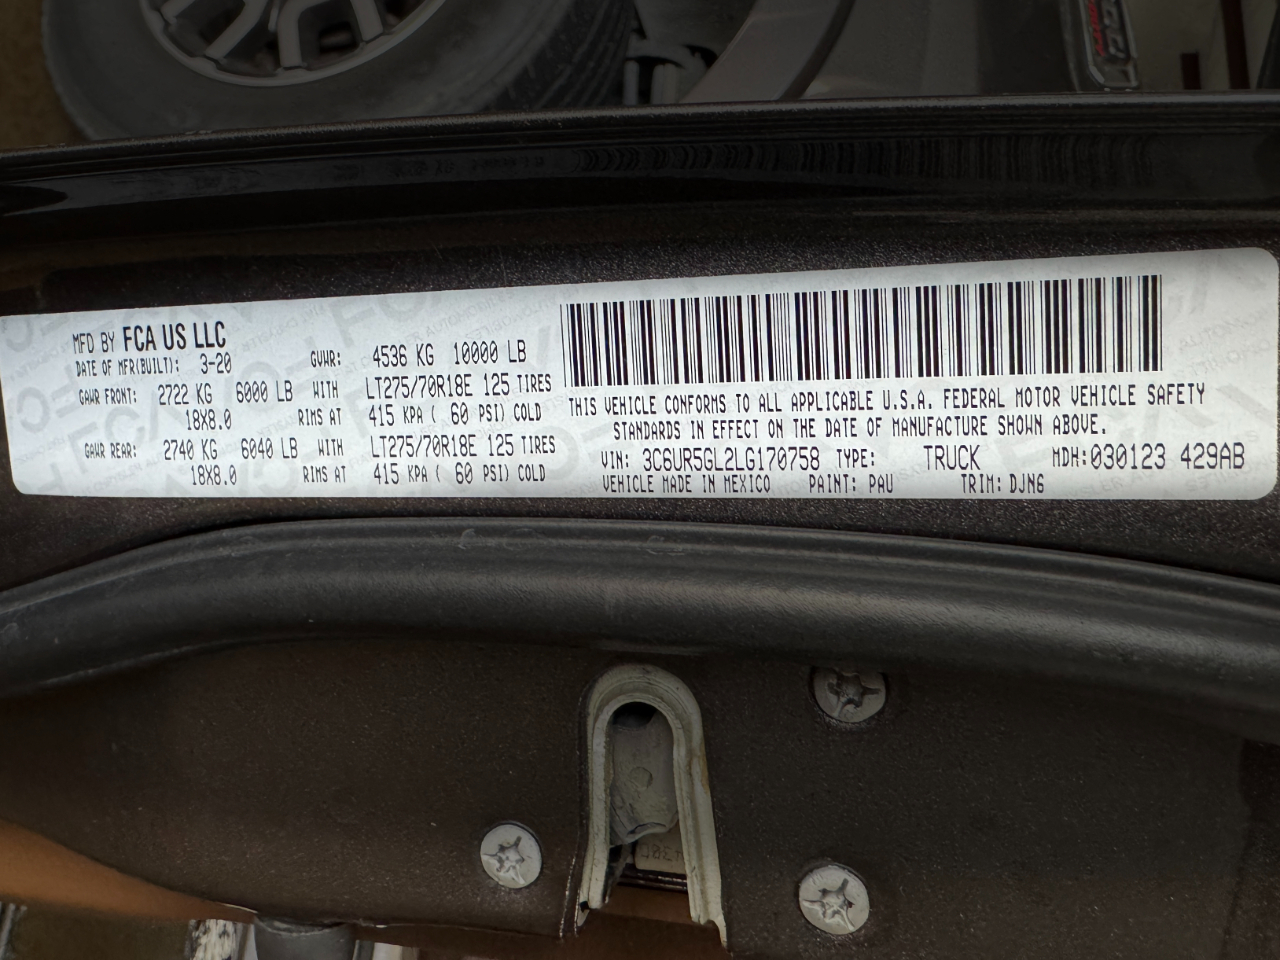 MFD BY FCA US LLC
DATE OF MFR(BUILT): 3-20 GVWR: 4536 KG 10000 LB
GAWR FRONT: 2722 KG 6000 LB WITH LT275/70R18E 125 TIRES
18X8.0 RIMS AT 415 KPA ( 60 PSI) COLD
GAWR REAR: 2740 KG 6040 LB WITH LT275/70R18E 125 TIRES
18X8.0 RIMS AT 415 KPA ( 60 PSI) COLD
THIS VEHICLE CONFORMS TO ALL APPLICABLE U.S.A. FEDERAL MOTOR VEHICLE SAFETY
STANDARDS IN EFFECT ON THE DATE OF MANUFACTURE SHOWN ABOVE.
VIN: 3C6UR5GL2LG170758 TYPE: TRUCK MDH:030123 429AB
VEHICLE MADE IN MEXICO PAINT: PAU TRIM: DJN6